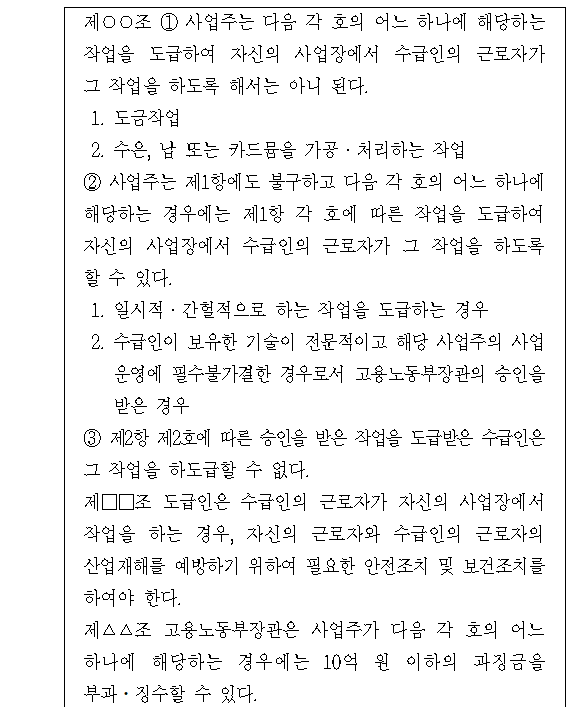 제○○조 ① 사업주는 다음 각 호의 어느 하나에 해당하는
작업을 도급하여 자신의 사업장에서 수급인의 근로자가
그 작업을 하도록 해서는 아니 된다.
1. 도금작업
2. 수은, 납 또는 카드뮴을 가공·처리하는 작업
② 사업주는 제1항에도 불구하고 다음 각 호의 어느 하나에
해당하는 경우에는 제1항 각 호에 따른 작업을 도급하여
자신의 사업장에서 수급인의 근로자가 그 작업을 하도록
할 수 있다.
1. 일시적·간헐적으로 하는 작업을 도급하는 경우
2. 수급인이 보유한 기술이 전문적이고 해당 사업주의 사업
운영에 필수불가결한 경우로서 고용노동부장관의 승인을
받은 경우
③ 제2항 제2호에 따른 승인을 받은 작업을 도급받은 수급인은
그 작업을 하도급할 수 없다.
제□□조 도급인은 수급인의 근로자가 자신의 사업장에서
작업을 하는 경우, 자신의 근로자와 수급인의 근로자의
산업재해를 예방하기 위하여 필요한 안전조치 및 보건조치를
하여야 한다.
제△△조 고용노동부장관은 사업주가 다음 각 호의 어느
하나에 해당하는 경우에는 10억 원 이하의 과징금을
부과·징수할 수 있다.